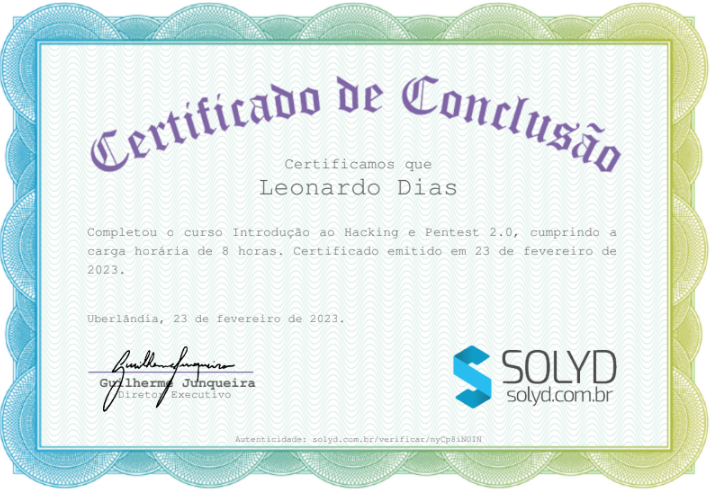 Certificado de Conclusão
Certificamos que
Leonardo Dias
Completou o curso Introdução ao Hacking e Pentest 2.0, cumprindo a
carga horária de 8 horas. Certificado emitido em 23 de fevereiro de
2023.
Uberlândia, 23 de fevereiro de 2023.
Guilherme Junqueira
Guilherme Junqueira
Diretor Executivo
SOLYD
solyd.com.br
Autenticidade: solyd.com.br/verificar/